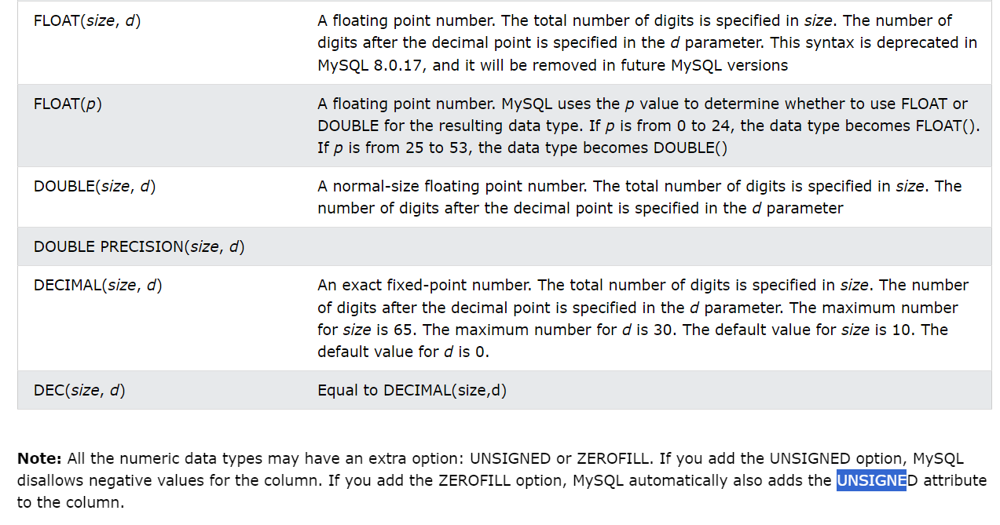 FLOAT(size, d)
A floating point number. The total number of digits is specified in size. The number of
digits after the decimal point is specified in the d parameter. This syntax is deprecated in
MySQL 8.0.17, and it will be removed in future MySQL versions
FLOAT(p)
A floating point number. MySQL uses the p value to determine whether to use FLOAT or
DOUBLE for the resulting data type. If p is from 0 to 24, the data type becomes FLOAT().
If p is from 25 to 53, the data type becomes DOUBLE()
DOUBLE(size, d)
A normal-size floating point number. The total number of digits is specified in size. The
number of digits after the decimal point is specified in the d parameter
DOUBLE PRECISION(size, d)
DECIMAL(size, d)
An exact fixed-point number. The total number of digits is specified in size. The number
of digits after the decimal point is specified in the d parameter. The maximum number
for size is 65. The maximum number for d is 30. The default value for size is 10. The
default value for d is 0.
DEC(size, d)
Equal to DECIMAL(size,d)
Note: All the numeric data types may have an extra option: UNSIGNED or ZEROFILL. If you add the UNSIGNED option, MySQL
disallows negative values for the column. If you add the ZEROFILL option, MySQL automatically also adds the UNSIGNED attribute
to the column.